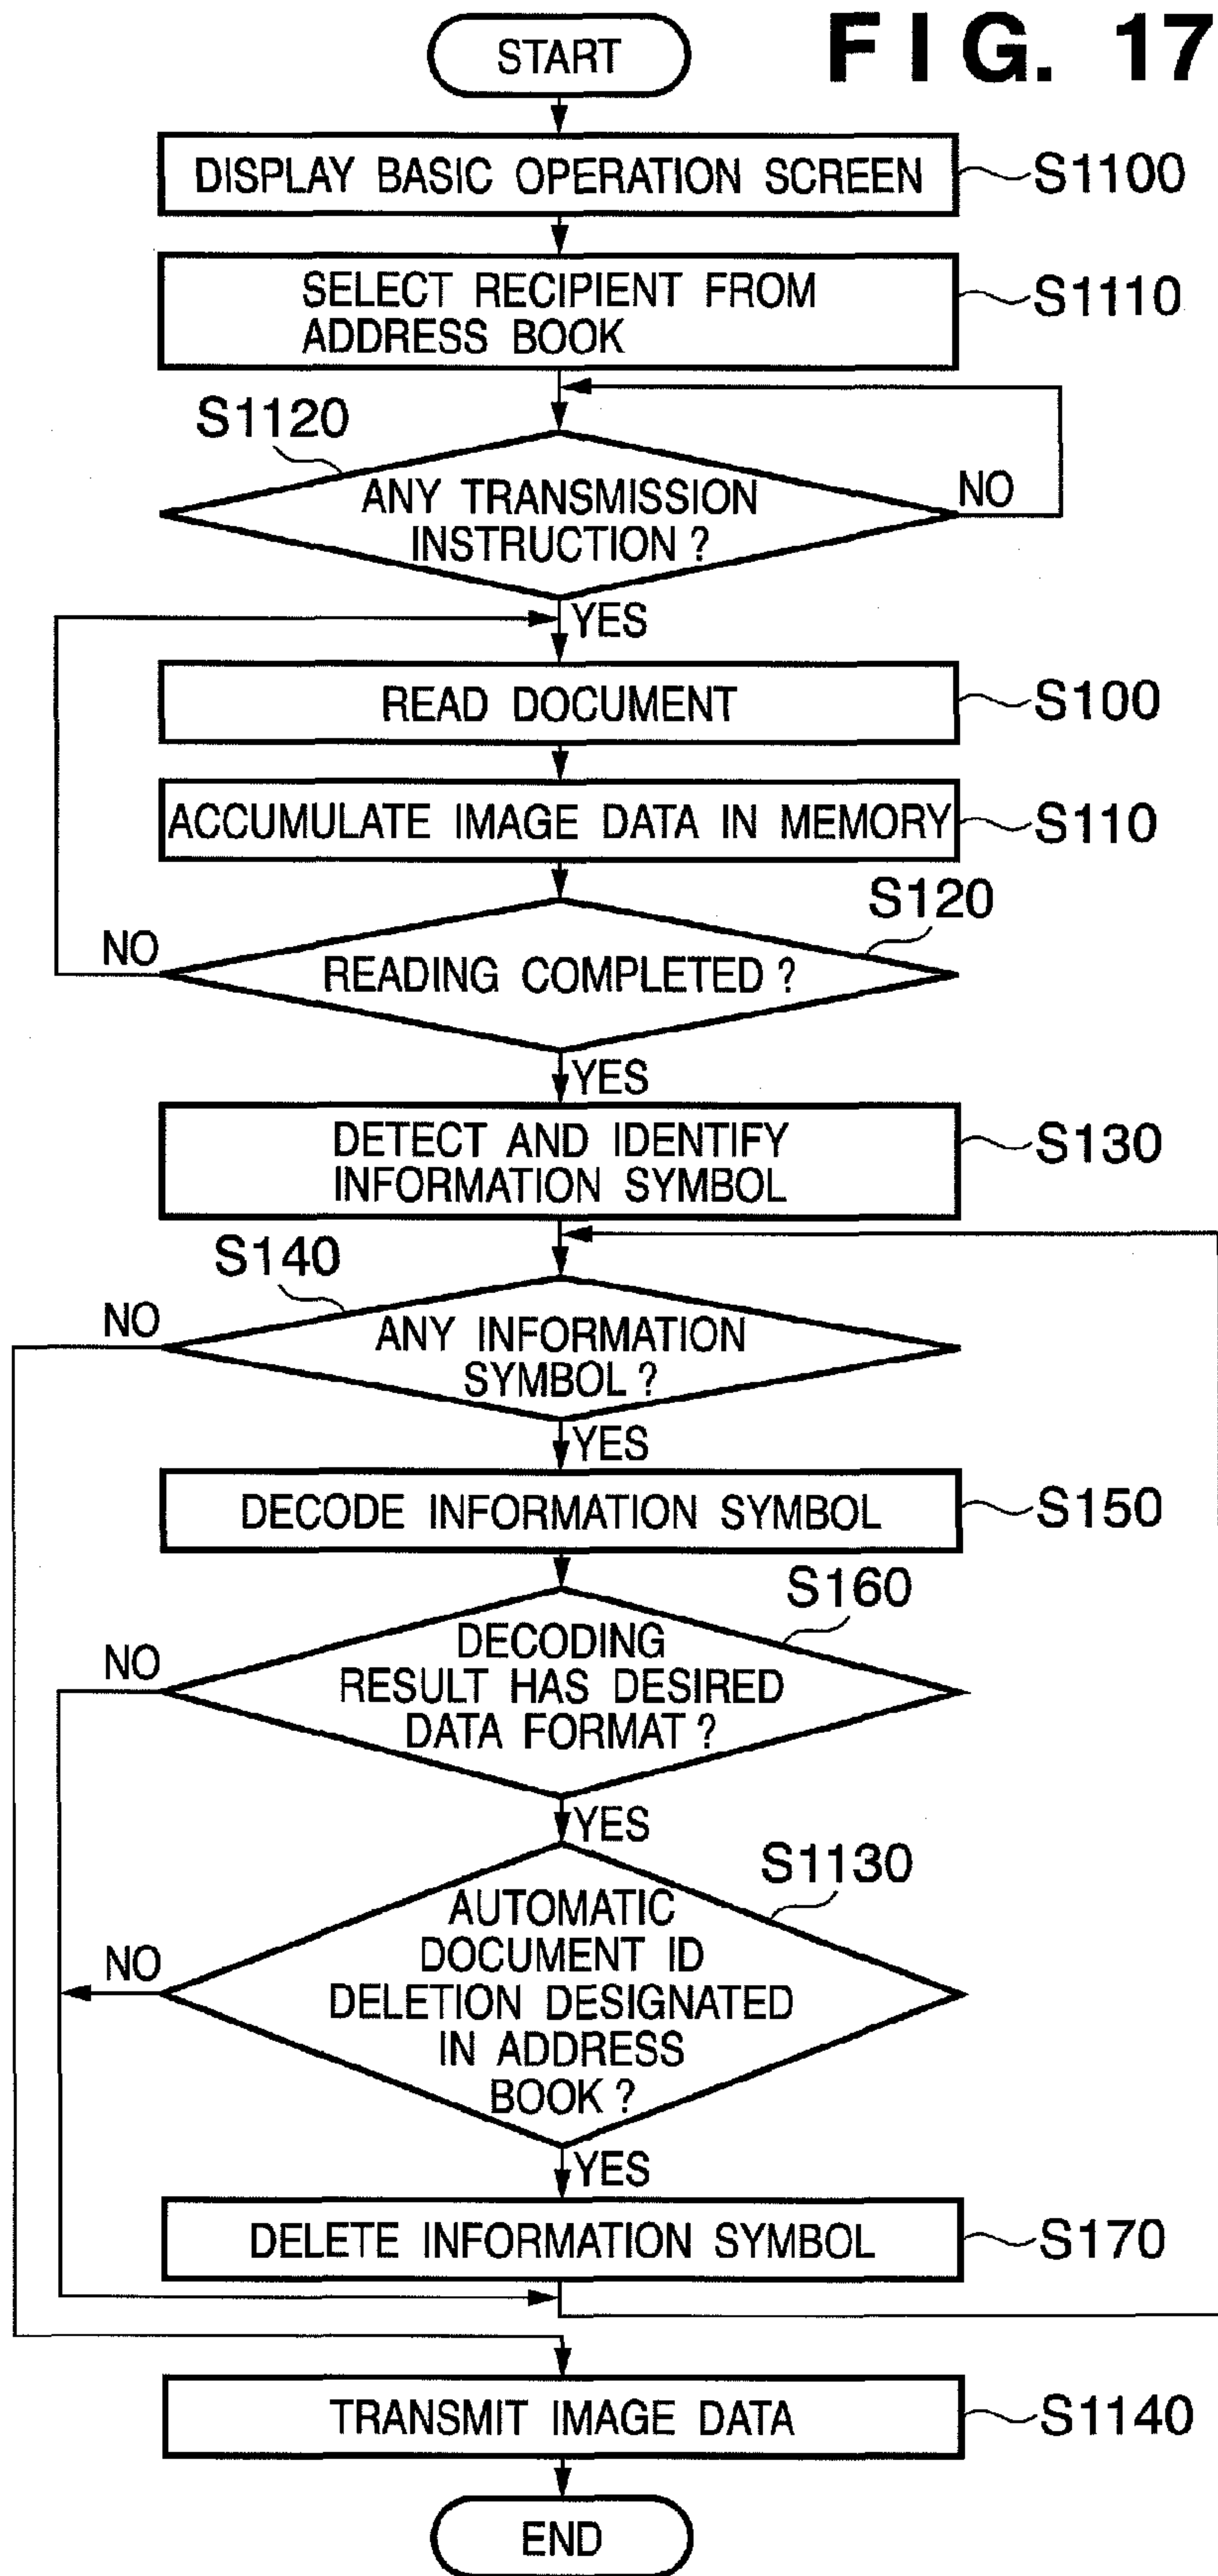 FIG. 17
START
DISPLAY BASIC OPERATION SCREEN
S1100
SELECT RECIPIENT FROM
ADDRESS BOOK
S1110
S1120
ANY TRANSMISSION
INSTRUCTION ?
NO
YES
READ DOCUMENT
S100
ACCUMULATE IMAGE DATA IN MEMORY
S110
S120
NO
READING COMPLETED ?
YES
DETECT AND IDENTIFY
INFORMATION SYMBOL
S130
S140
NO
ANY INFORMATION
SYMBOL ?
YES
DECODE INFORMATION SYMBOL
S150
S160
NO
DECODING
RESULT HAS DESIRED
DATA FORMAT ?
YES
S1130
NO
AUTOMATIC
DOCUMENT ID
DELETION DESIGNATED
IN ADDRESS
BOOK ?
YES
DELETE INFORMATION SYMBOL
S170
TRANSMIT IMAGE DATA
S1140
END